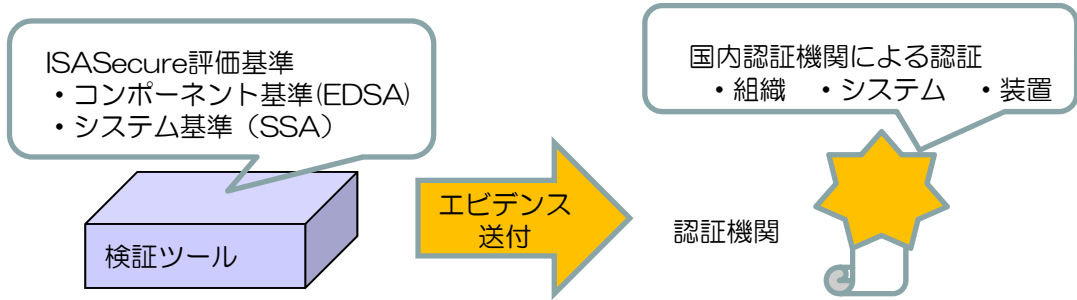 ISASecure評価基準
・コンポーネント基準(EDSA)
・システム基準（SSA）
国内認証機関による認証
・組織　・システム　・装置
エビデンス
送付
検証ツール
認証機関